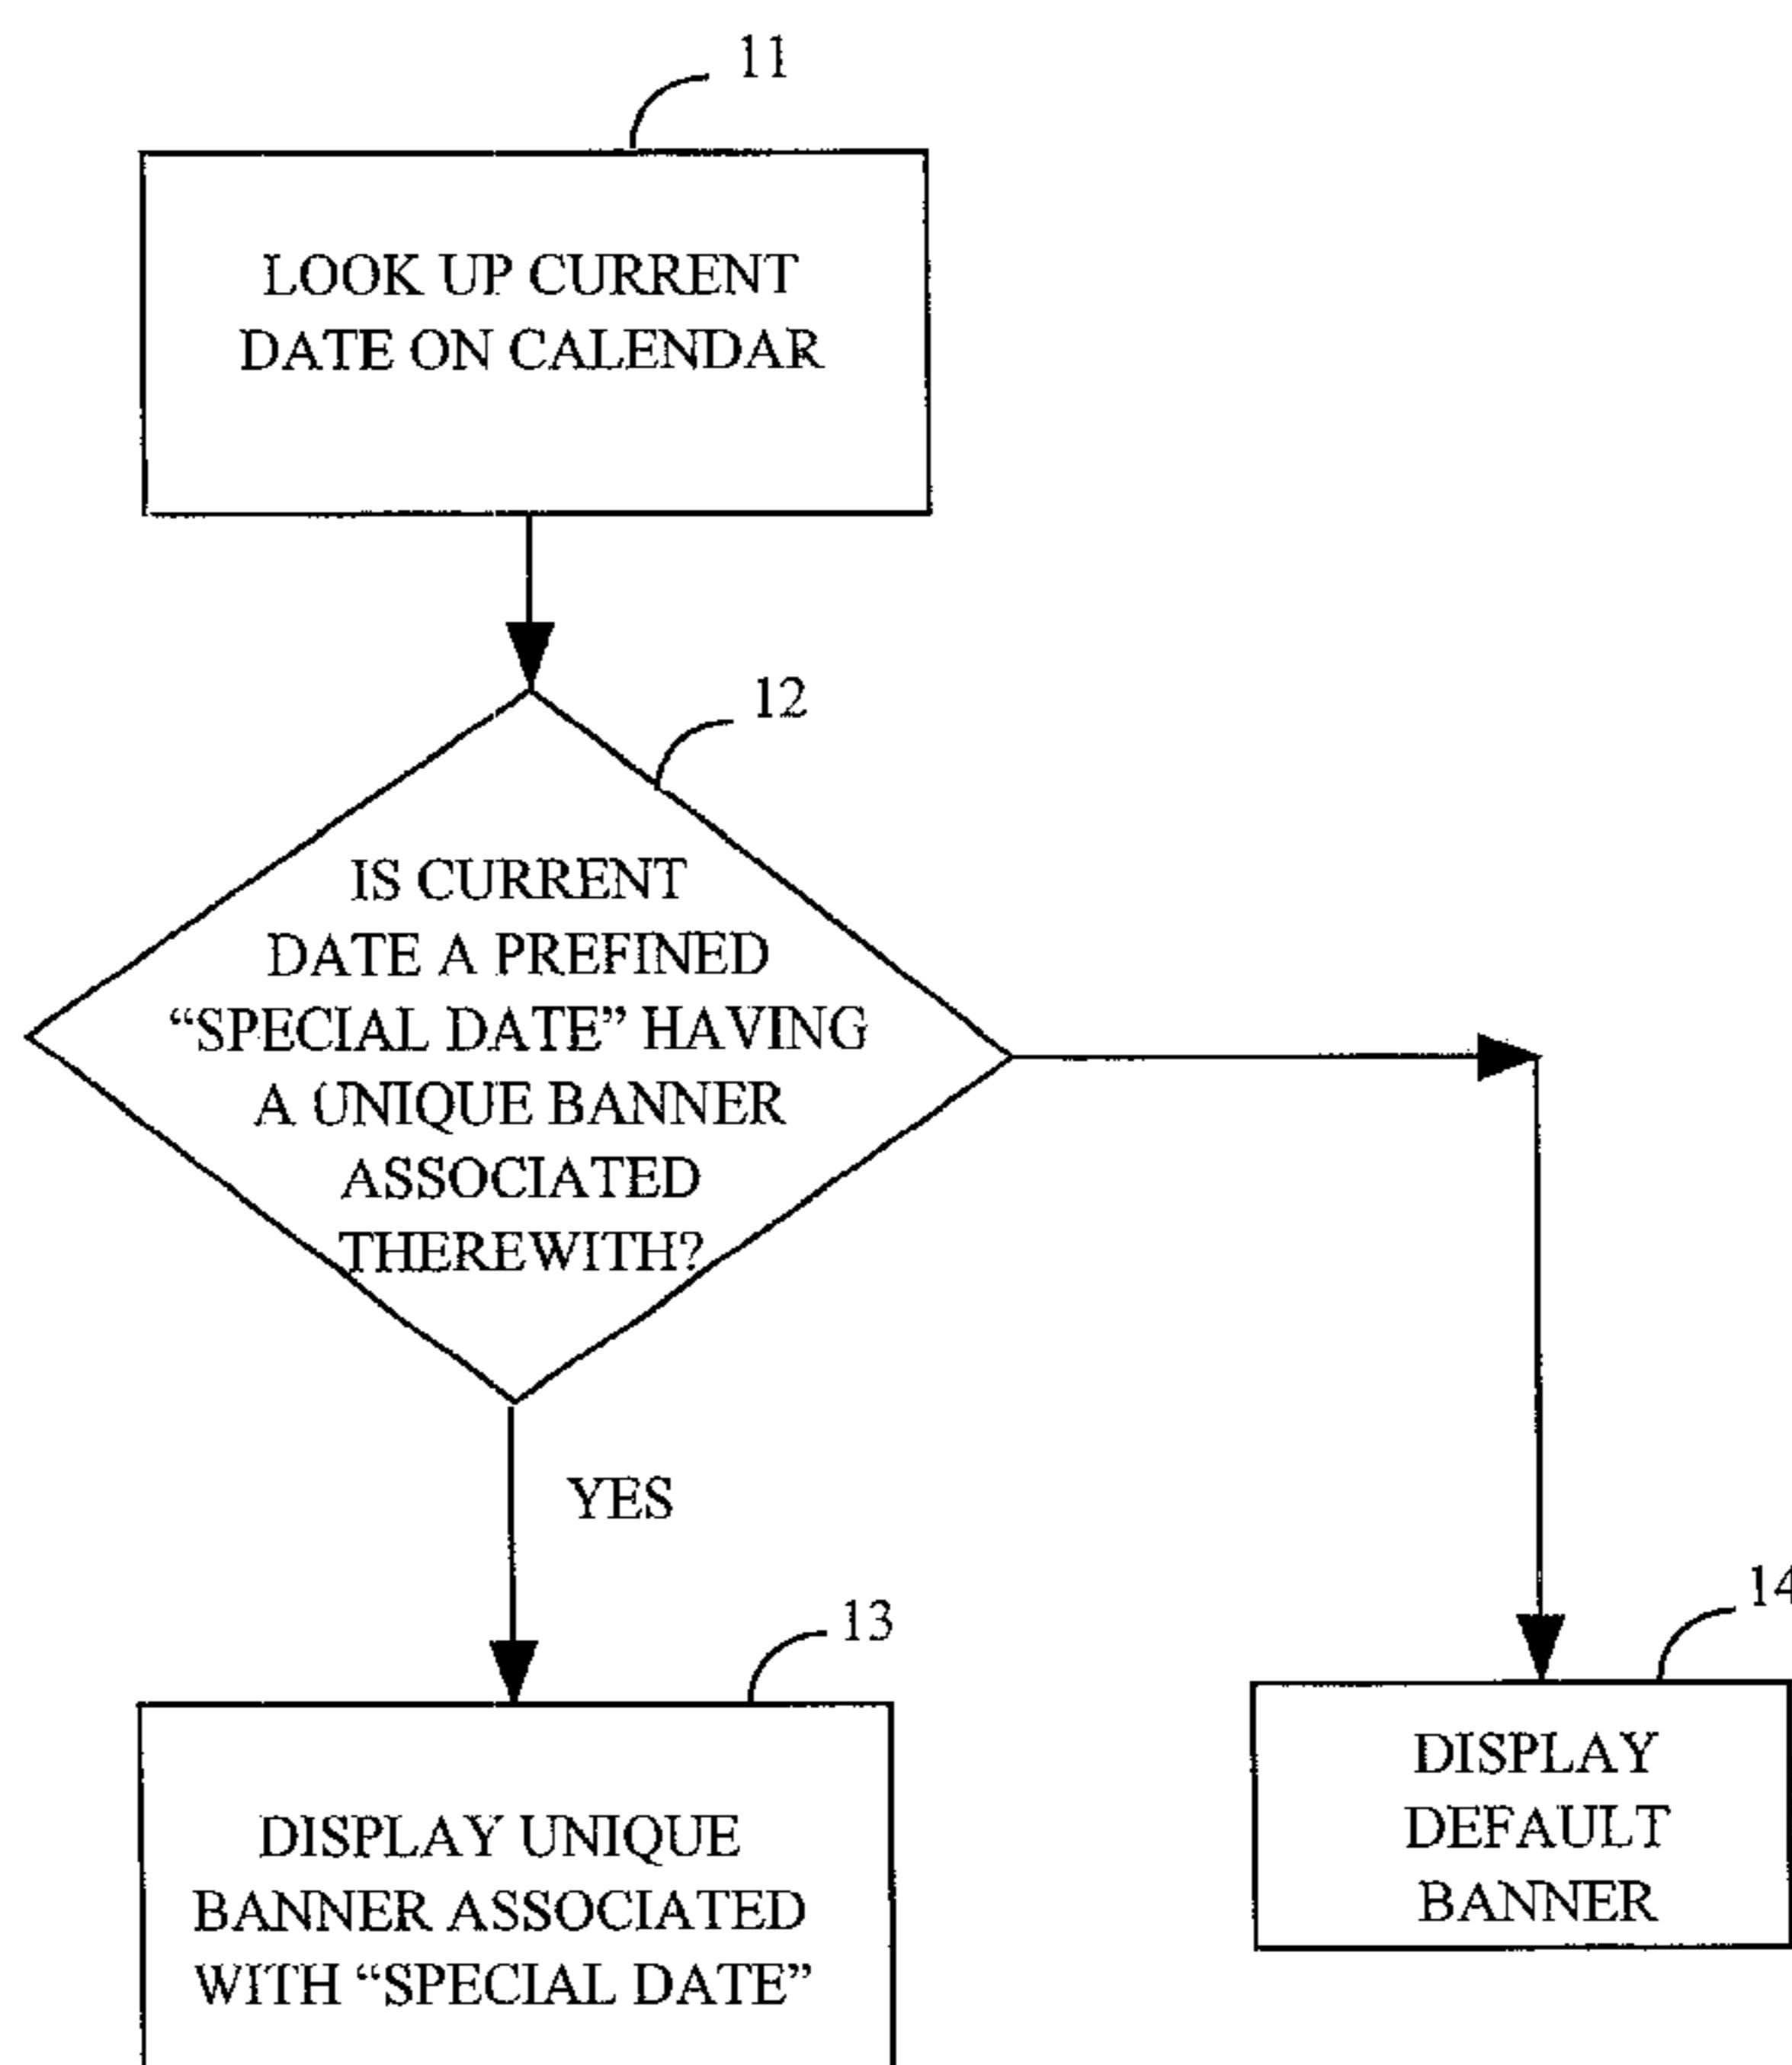 11
LOOK UP CURRENT
DATE ON CALENDAR
12
IS CURRENT
DATE A PREFINED
“SPECIAL DATE” HAVING
A UNIQUE BANNER
ASSOCIATED
THEREWITH?
YES
13
14
DISPLAY UNIQUE
BANNER ASSOCIATED
WITH “SPECIAL DATE”
DISPLAY
DEFAULT
BANNER